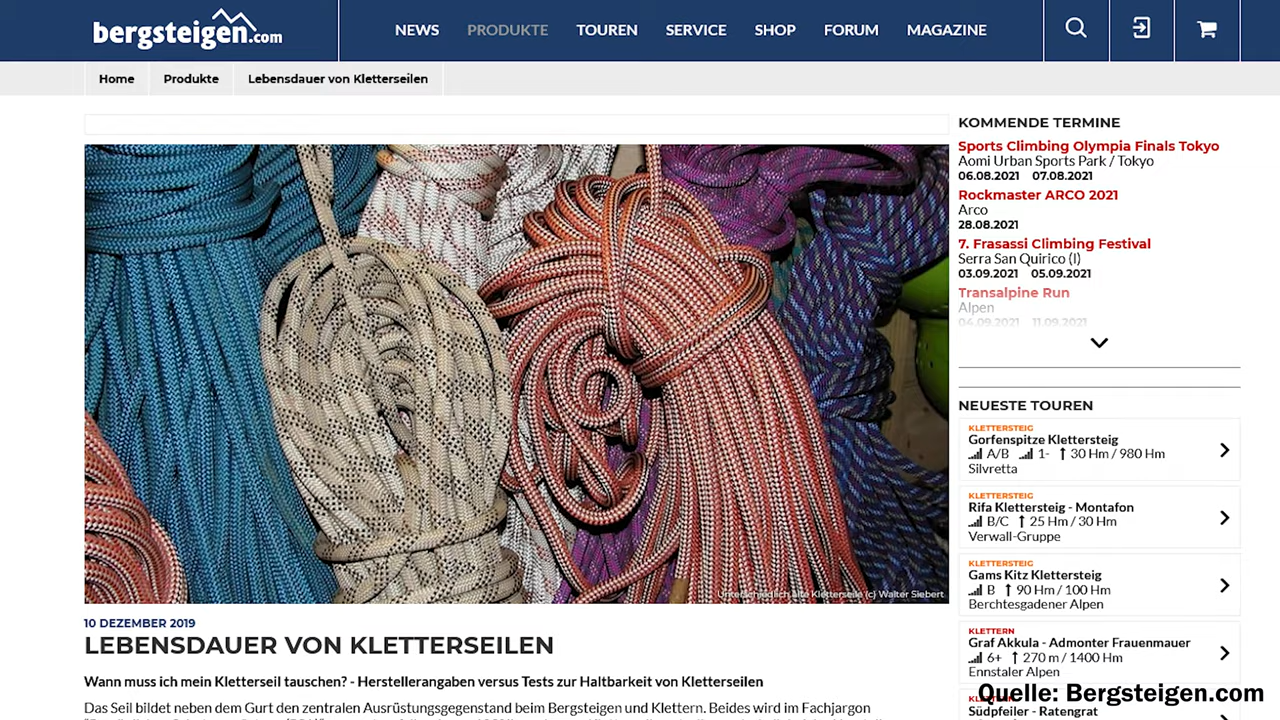 bergsteigen.com
NEWS PRODUKTE TOUREN SERVICE SHOP FORUM MAGAZINE
Home Produkte Lebensdauer von Kletterseilen
Unterschiedlich alte Kletterseile (c) Walter Siebert
10 DEZEMBER 2019
LEBENSDAUER VON KLETTERSEILEN
Wann muss ich mein Kletterseil tauschen? - Herstellerangaben versus Tests zur Haltbarkeit von Kletterseilen
Das Seil bildet neben dem Gurt den zentralen Ausrüstungsgegenstand beim Bergsteigen und Klettern. Beides wird im Fachjargon
KOMMENDE TERMINE
Sports Climbing Olympia Finals Tokyo
Aomi Urban Sports Park / Tokyo
06.08.2021 07.08.2021
Rockmaster ARCO 2021
Arco
28.08.2021
7. Frasassi Climbing Festival
Serra San Quirico (I)
03.09.2021 05.09.2021
Transalpine Run
Alpen
04.09.2021 11.09.2021
NEUESTE TOUREN
KLETTERSTEIG
Gorfenspitze Klettersteig
A/B 1- 30 Hm / 980 Hm
Silvretta
KLETTERSTEIG
Rifa Klettersteig - Montafon
B/C 25 Hm / 30 Hm
Verwall-Gruppe
KLETTERSTEIG
Gams Kitz Klettersteig
B 90 Hm / 100 Hm
Berchtesgadener Alpen
KLETTERN
Graf Akkula - Admonter Frauenmauer
6+ 270 m / 1400 Hm
Ennstaler Alpen
Südpfeiler - Ratengrat
Quelle: Bergsteigen.com